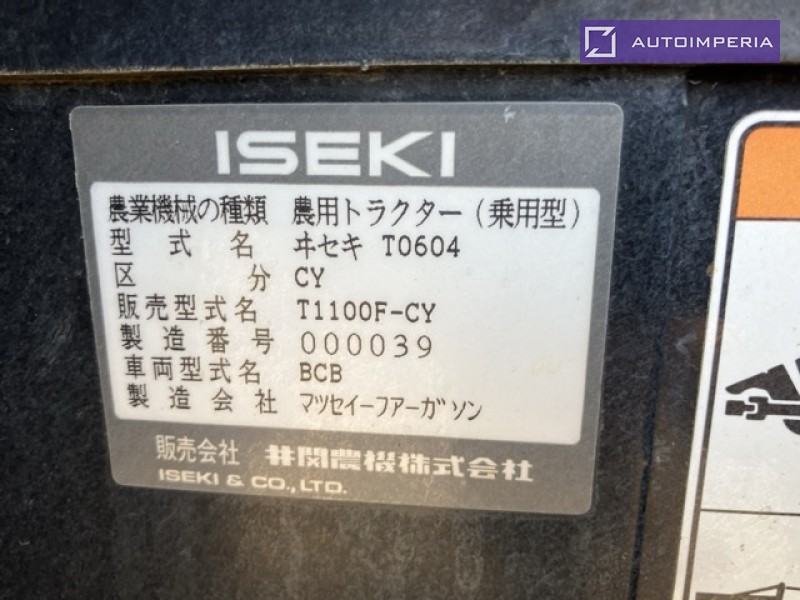 AUTOIMPERIA
ISEKI
農業機械の種類 農用トラクター(乗用型)
型式名 ヰセキ T0604
区分 CY
販売型式名 T1100F-CY
製造番号 000039
車両型式名 BCB
製造会社 マッセイーフアーガソン
販売会社 井関農機株式会社
ISEKI & CO., LTD.